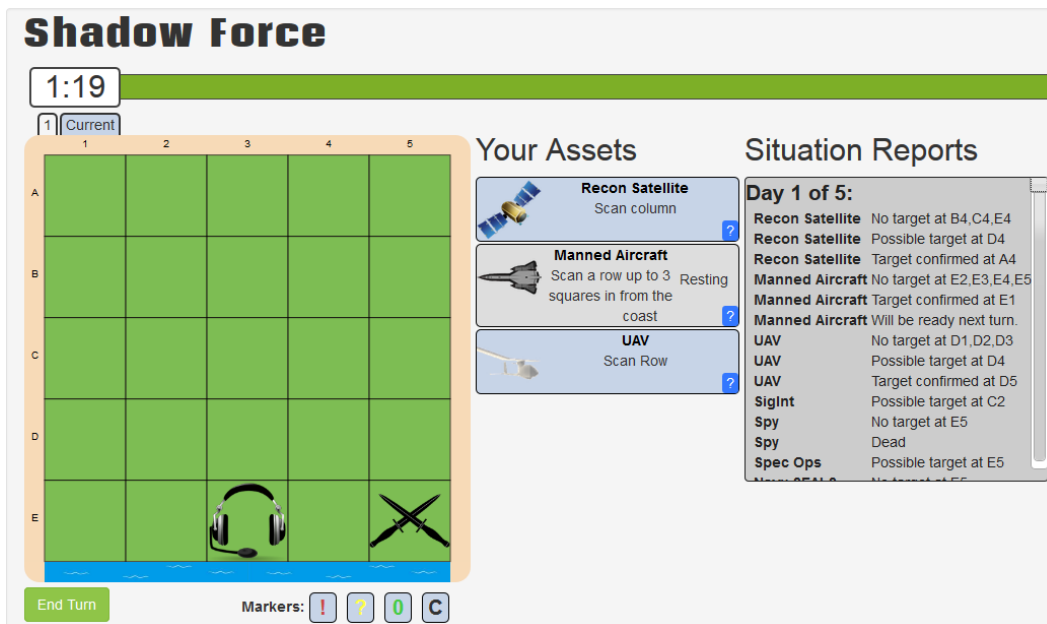 Shadow Force
1:19
1 Current
1 2 3 4 5
A
B
C
D
E
End Turn
Markers: ! ? 0 C
Your Assets
Recon Satellite
Scan column
?
Manned Aircraft
Scan a row up to 3
squares in from the
coast
Resting
?
UAV
Scan Row
?
Situation Reports
Day 1 of 5:
Recon Satellite No target at B4,C4,E4
Recon Satellite Possible target at D4
Recon Satellite Target confirmed at A4
Manned Aircraft No target at E2,E3,E4,E5
Manned Aircraft Target confirmed at E1
Manned Aircraft Will be ready next turn.
UAV No target at D1,D2,D3
UAV Possible target at D4
UAV Target confirmed at D5
SigInt Possible target at C2
Spy No target at E5
Spy Dead
Spec Ops Possible target at E5